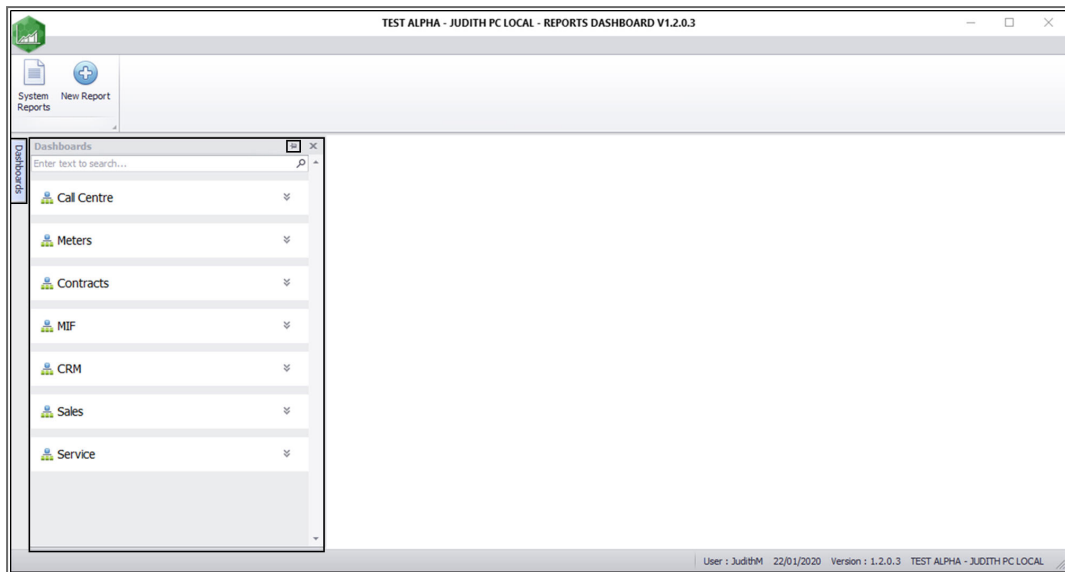 TEST ALPHA - JUDITH PC LOCAL - REPORTS DASHBOARD V1.2.0.3
System Reports
New Report
Dashboards
Dashboards
Enter text to search...
Call Centre
Meters
Contracts
MIF
CRM
Sales
Service
User : JudithM 22/01/2020 Version : 1.2.0.3 TEST ALPHA - JUDITH PC LOCAL